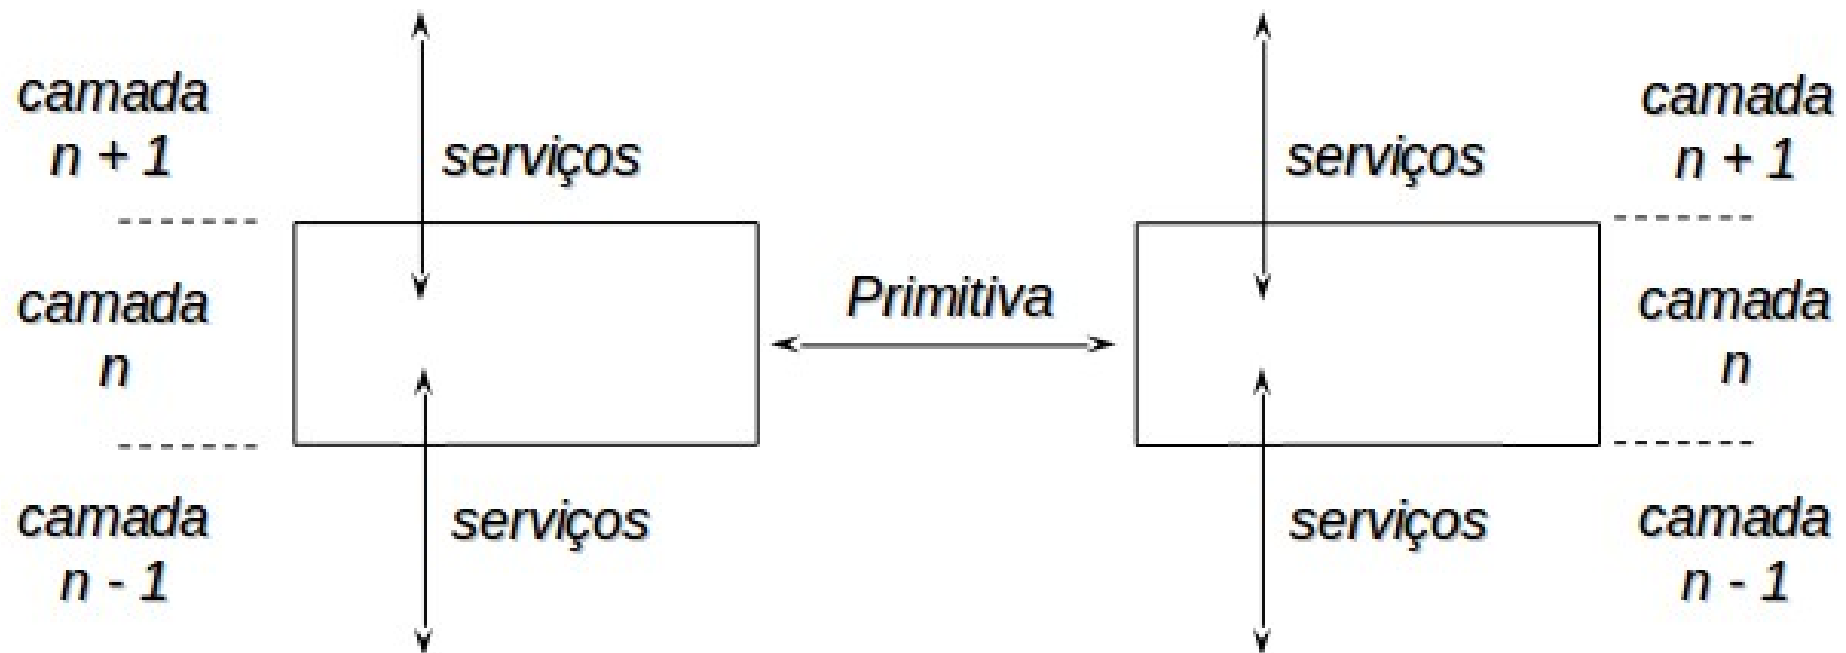 camada
n + 1
serviços
serviços
camada
n + 1
camada
n
Primitiva
camada
n
camada
n - 1
serviços
serviços
camada
n - 1